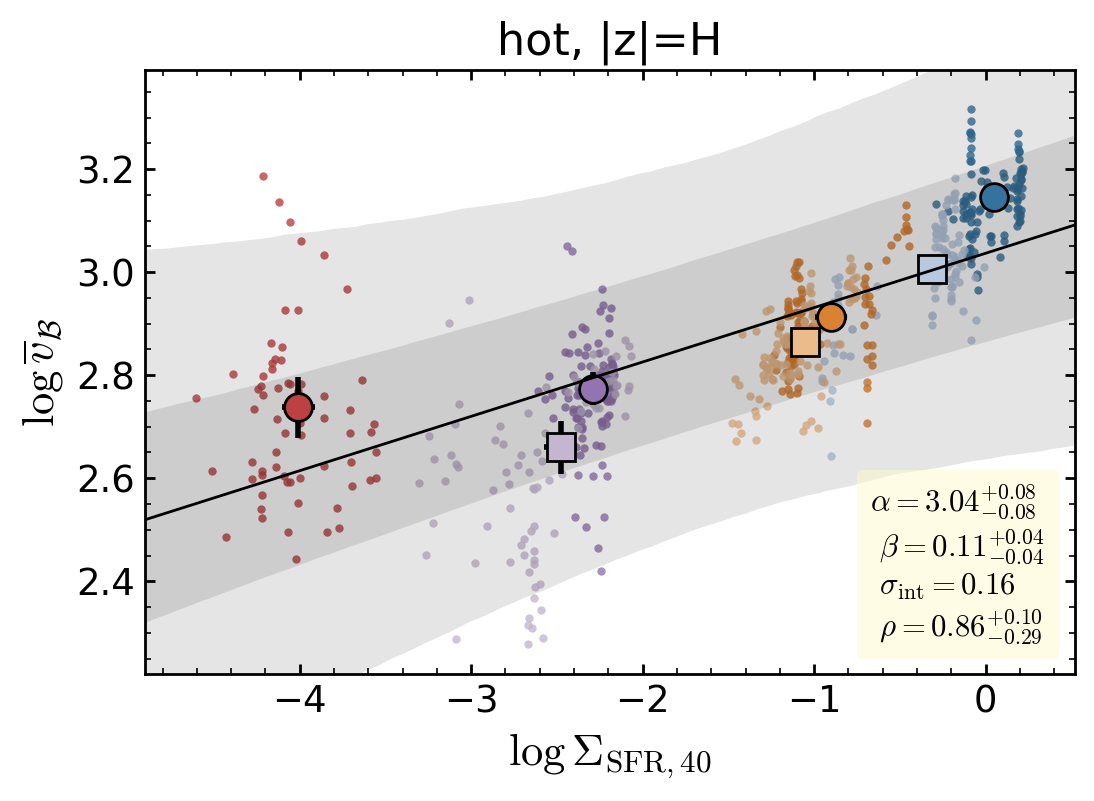 hot, |z|=H
log v̅_ℬ
3.2
3.0
2.8
2.6
2.4
α = 3.04^{+0.08}_{−0.08}
β = 0.11^{+0.04}_{−0.04}
σ_int = 0.16
ρ = 0.86^{+0.10}_{−0.29}
−4 −3 −2 −1 0
log Σ_{SFR, 40}